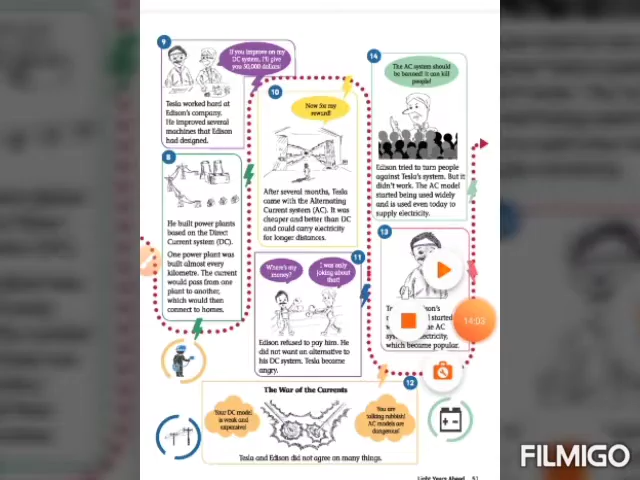 9
If you improve on my
DC system, I'll give
you 50,000 dollars!
Tesla worked hard at
Edison's company.
He improved several
machines that Edison
had designed.
8
He built power plants
based on the Direct
Current system (DC).
One power plant was
built almost every
kilometre. The current
would pass from one
plant to another,
which would then
connect to homes.
10
Now for my
reward!
After several months, Tesla
came with the Alternating
Current system (AC). It was
cheaper and better than DC
and could carry electricity
for longer distances.
11
Where's my
money?
I was only
joking about
that!
Edison refused to pay him. He
did not want an alternative to
his DC system. Tesla became
angry.
14
The AC system should
be banned! It can kill
people!
Edison tried to turn people
against Tesla's system. But it
didn't work. The AC model
started being used widely
and is used even today to
supply electricity.
13
started
AC
which became popular.
14:03
12
The War of the Currents
Your DC model
is weak and
expensive!
You are
talking rubbish!
AC models are
dangerous!
Tesla and Edison did not agree on many things.
Light Years Ahead 51
FILMIGO